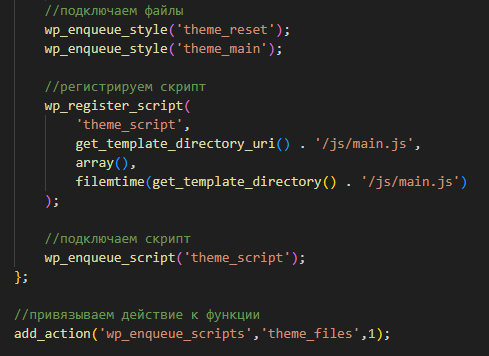 //подключаем файлы
wp_enqueue_style('theme_reset');
wp_enqueue_style('theme_main');
//регистрируем скрипт
wp_register_script(
'theme_script',
get_template_directory_uri() . '/js/main.js',
array(),
filemtime(get_template_directory() . '/js/main.js')
);
//подключаем скрипт
wp_enqueue_script('theme_script');
};
//привязываем действие к функции
add_action('wp_enqueue_scripts','theme_files',1);